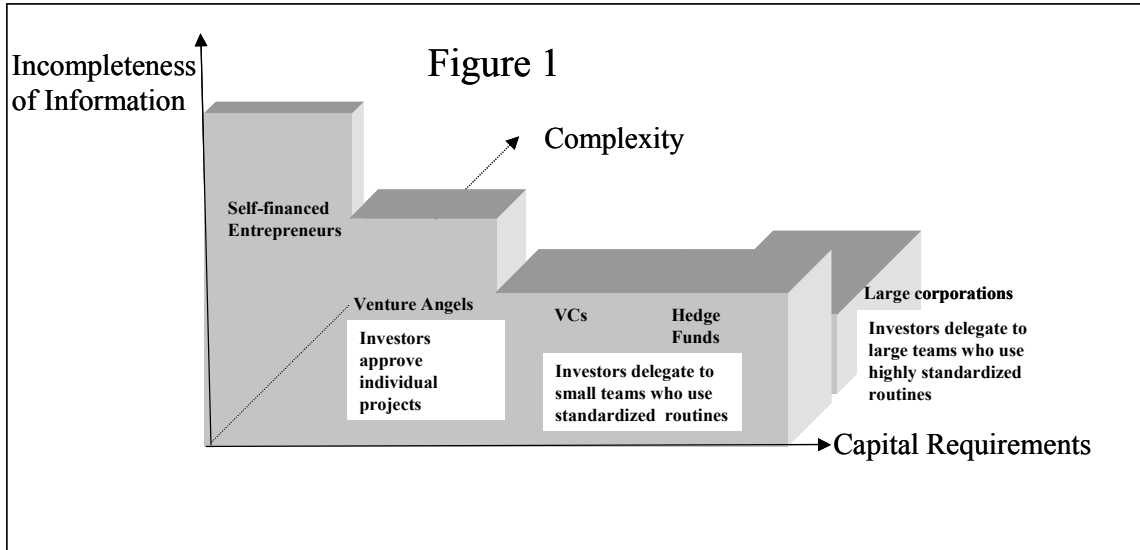 Figure 1
Incompleteness
of Information
Complexity
Self-financed
Entrepreneurs
Venture Angels
Investors
approve
individual
projects
VCs
Hedge
Funds
Investors delegate to
small teams who use
standardized routines
Large corporations
Investors delegate to
large teams who use
highly standardized
routines
Capital Requirements